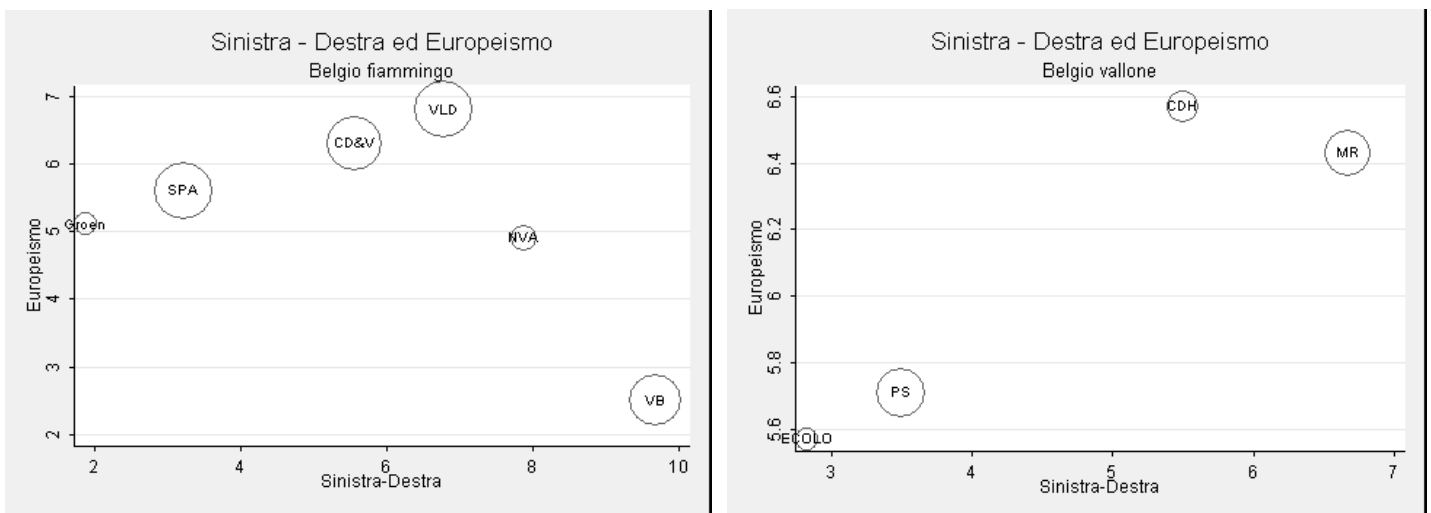 Sinistra - Destra ed Europeismo
Belgio fiammingo
Europeismo
7
6
5
4
3
2
VLD
CD&V
SPA
Groen
NVA
VB
2
4
6
8
10
Sinistra-Destra
Sinistra - Destra ed Europeismo
Belgio vallone
Europeismo
6.6
6.4
6.2
6
5.8
5.6
CDH
MR
PS
ECOLO
3
4
5
6
7
Sinistra-Destra